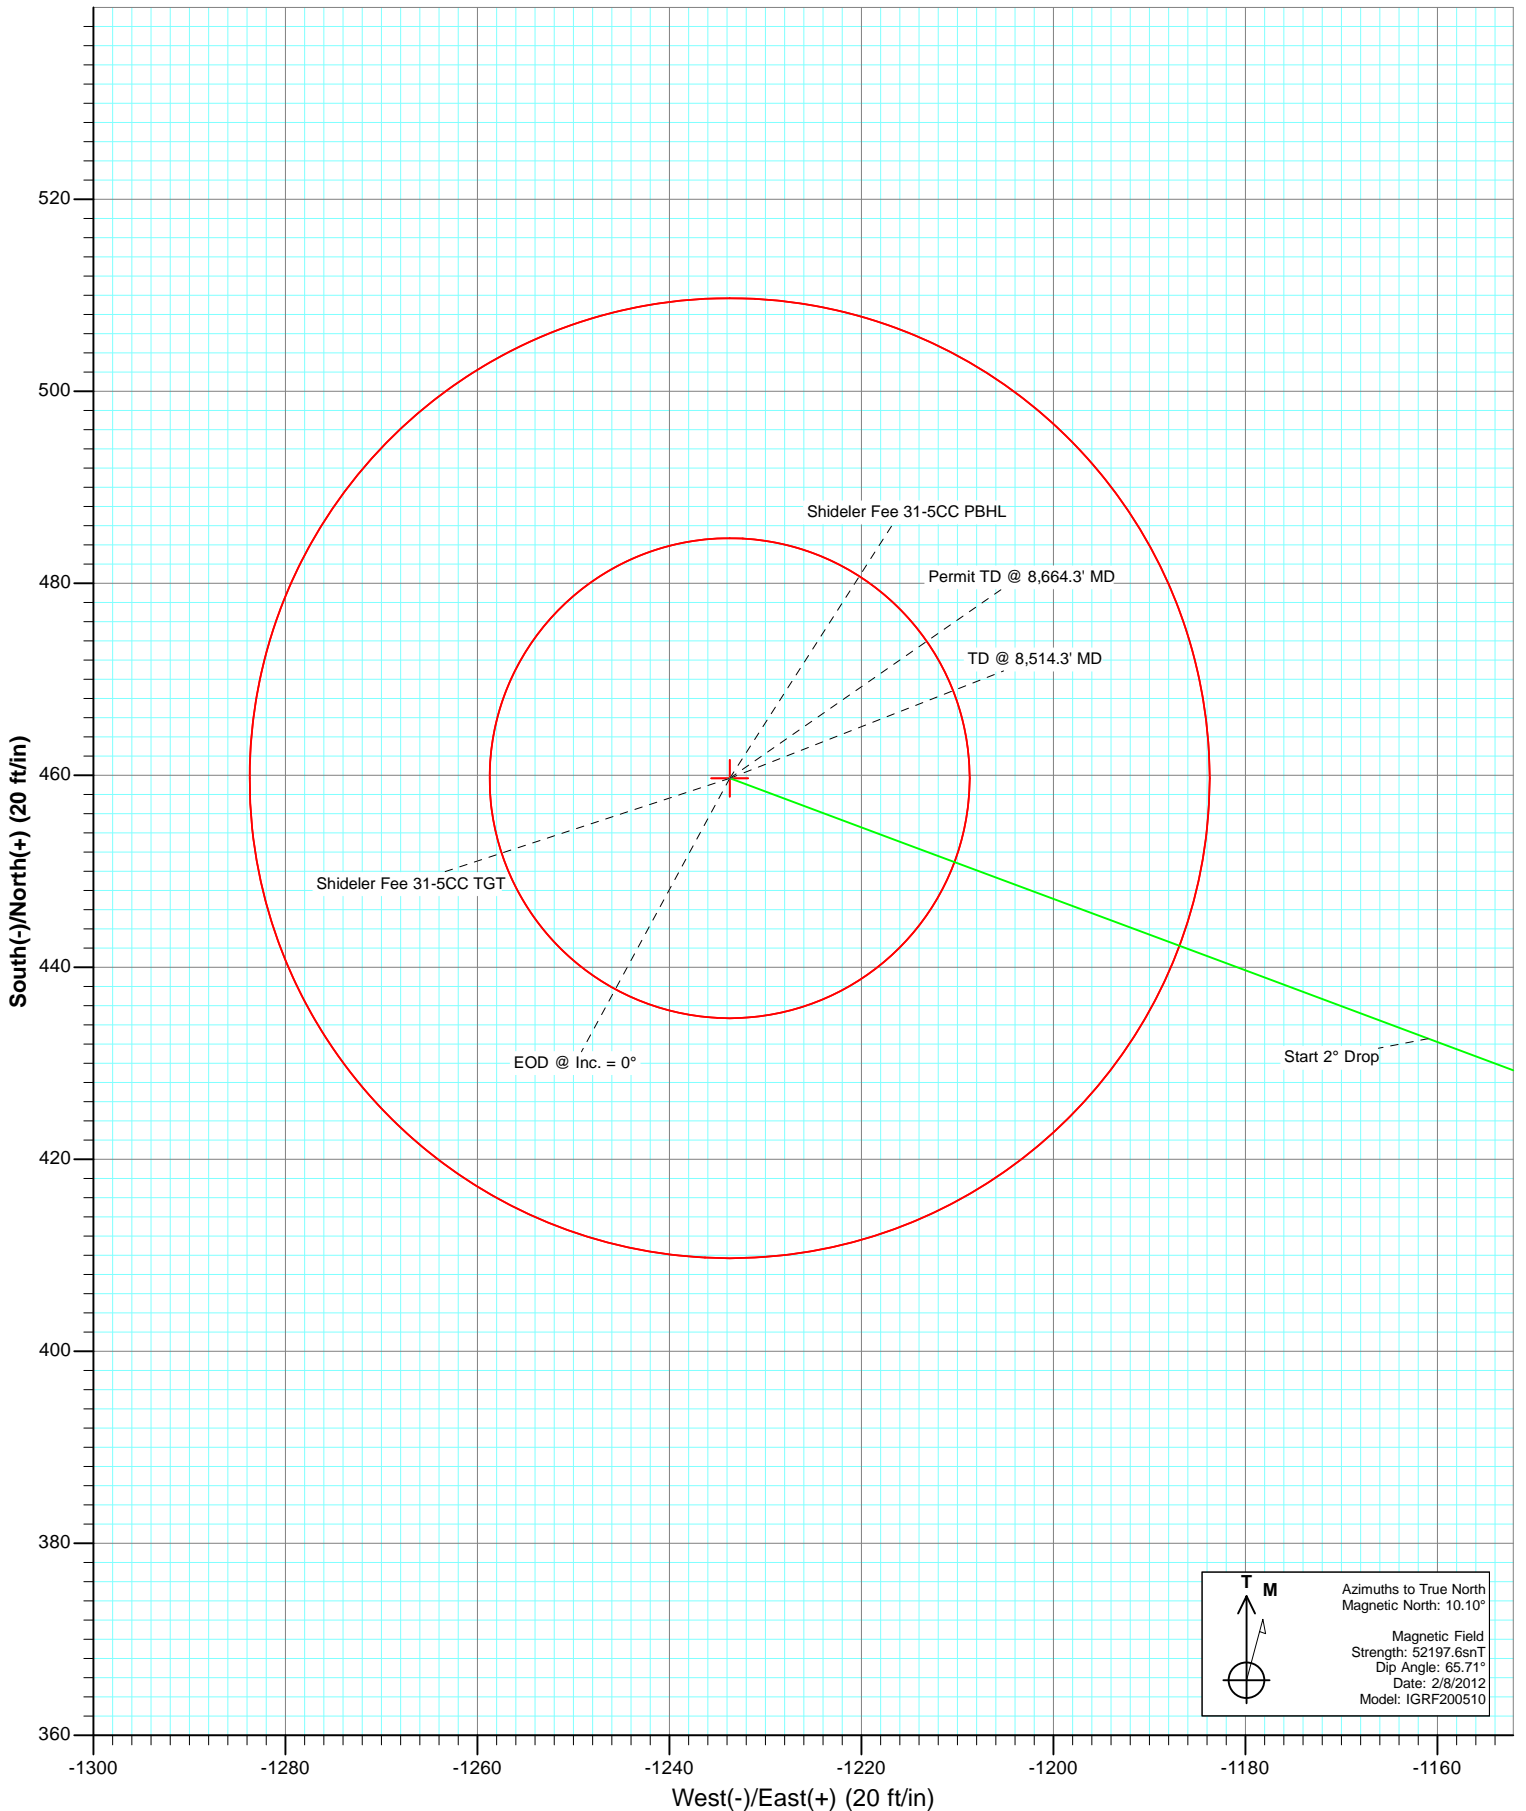 South(-)/North(+) (20 ft/in)
520
500
480
460
440
420
400
380
360
Shideler Fee 31-5CC PBHL
Permit TD @ 8,664.3' MD
TD @ 8,514.3' MD
Shideler Fee 31-5CC TGT
EOD @ Inc. = 0°
Start 2° Drop
T M
Azimuths to True North
Magnetic North: 10.10°
Magnetic Field
Strength: 52197.6snT
Dip Angle: 65.71°
Date: 2/8/2012
Model: IGRF200510
-1300 -1280 -1260 -1240 -1220 -1200 -1180 -1160
West(-)/East(+) (20 ft/in)